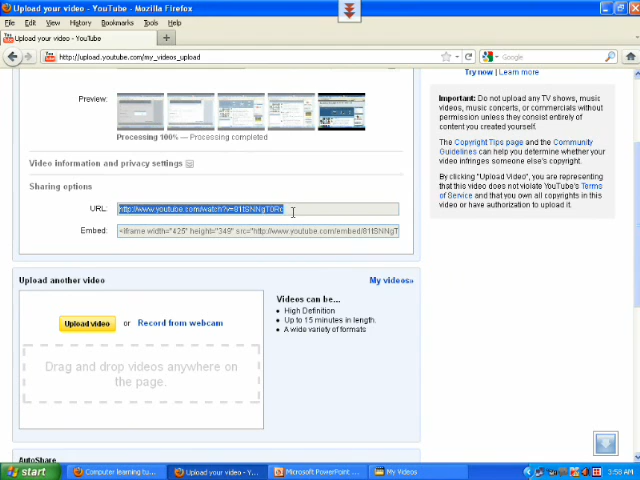 Upload your video - YouTube - Mozilla Firefox
File Edit View History Bookmarks Tools Help
Upload your video - YouTube
http://upload.youtube.com/my_videos_upload
Google
Try now | Learn more
Preview:
Processing 100% — Processing completed
Video information and privacy settings
Sharing options
URL:
Embed:
<iframe width="425" height="349" src="http://www.youtube.com/embed/81tSNNgT
Important: Do not upload any TV shows, music
videos, music concerts, or commercials without
permission unless they consist entirely of
content you created yourself.
The Copyright Tips page and the Community
Guidelines can help you determine whether your
video infringes someone else's copyright.
By clicking "Upload Video", you are representing
that this video does not violate YouTube's Terms
of Service and that you own all copyrights in
this video or have authorization to upload it.
Upload another video
My videos»
Upload video or Record from webcam
Drag and drop videos anywhere on
the page.
Videos can be...
• High Definition
• Up to 15 minutes in length.
• A wide variety of formats
AutoShare
start
Computer learning tu...
Upload your video - Y...
Microsoft PowerPoint ...
My Videos
3:58 AM